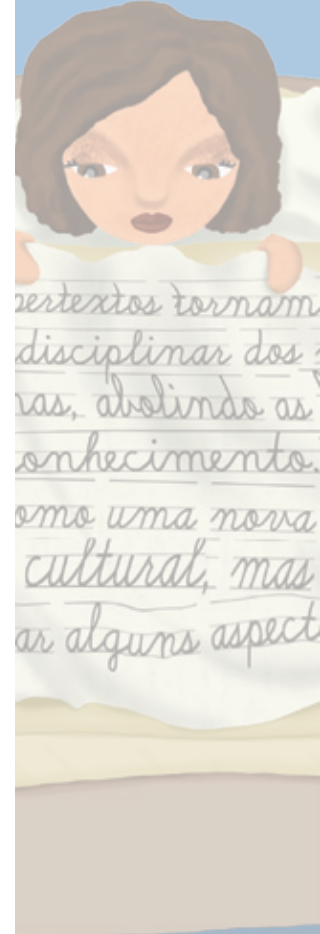 pertextos tornam
disciplinar dos
nas, abolindo as
onhecimento.
omo uma nova
cultural, mas
ar alguns aspect